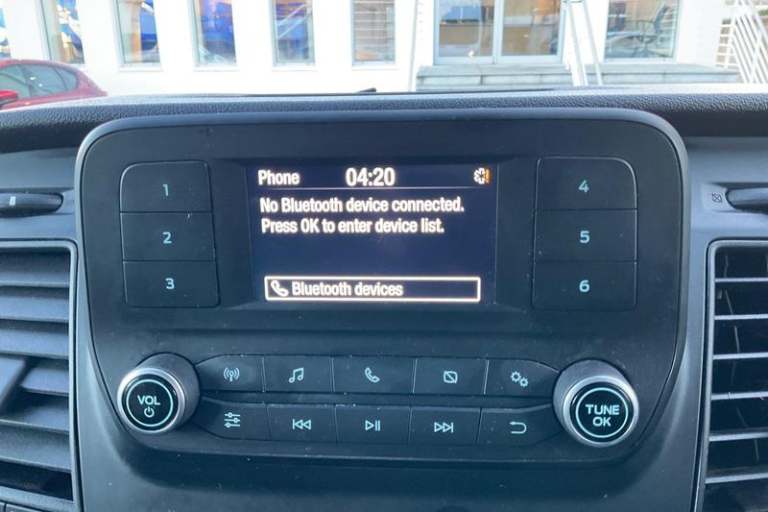 Phone 04:20
No Bluetooth device connected.
Press OK to enter device list.
Bluetooth devices
1
2
3
4
5
6
VOL
TUNE
OK